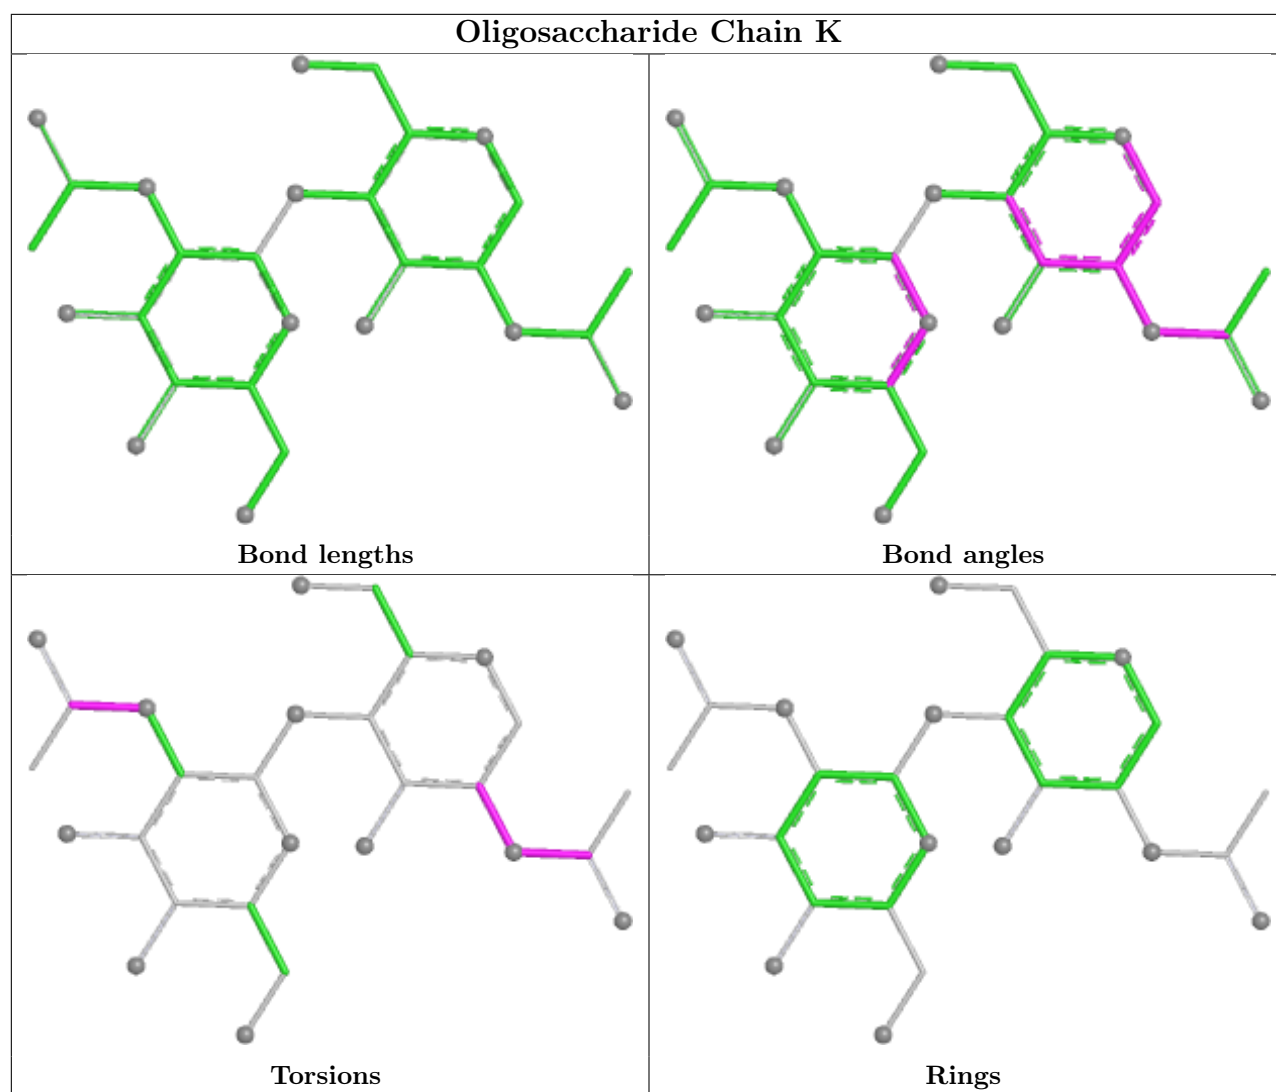 Oligosaccharide Chain K
Bond lengths
Bond angles
Torsions
Rings